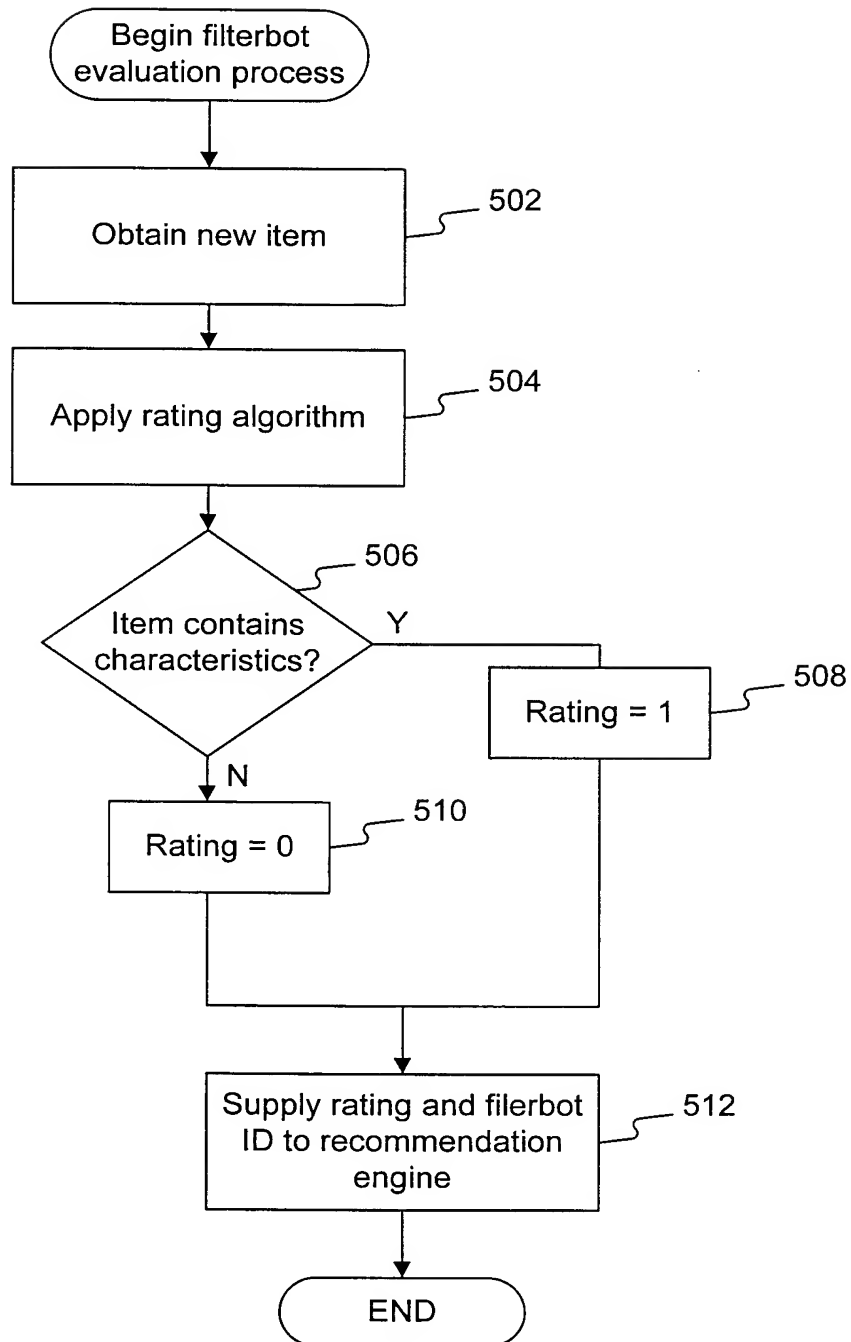 Begin filterbot
evaluation process
Obtain new item
502
Apply rating algorithm
504
506
Item contains
characteristics?
Y
Rating = 1
508
N
Rating = 0
510
Supply rating and filerbot
ID to recommendation
engine
512
END